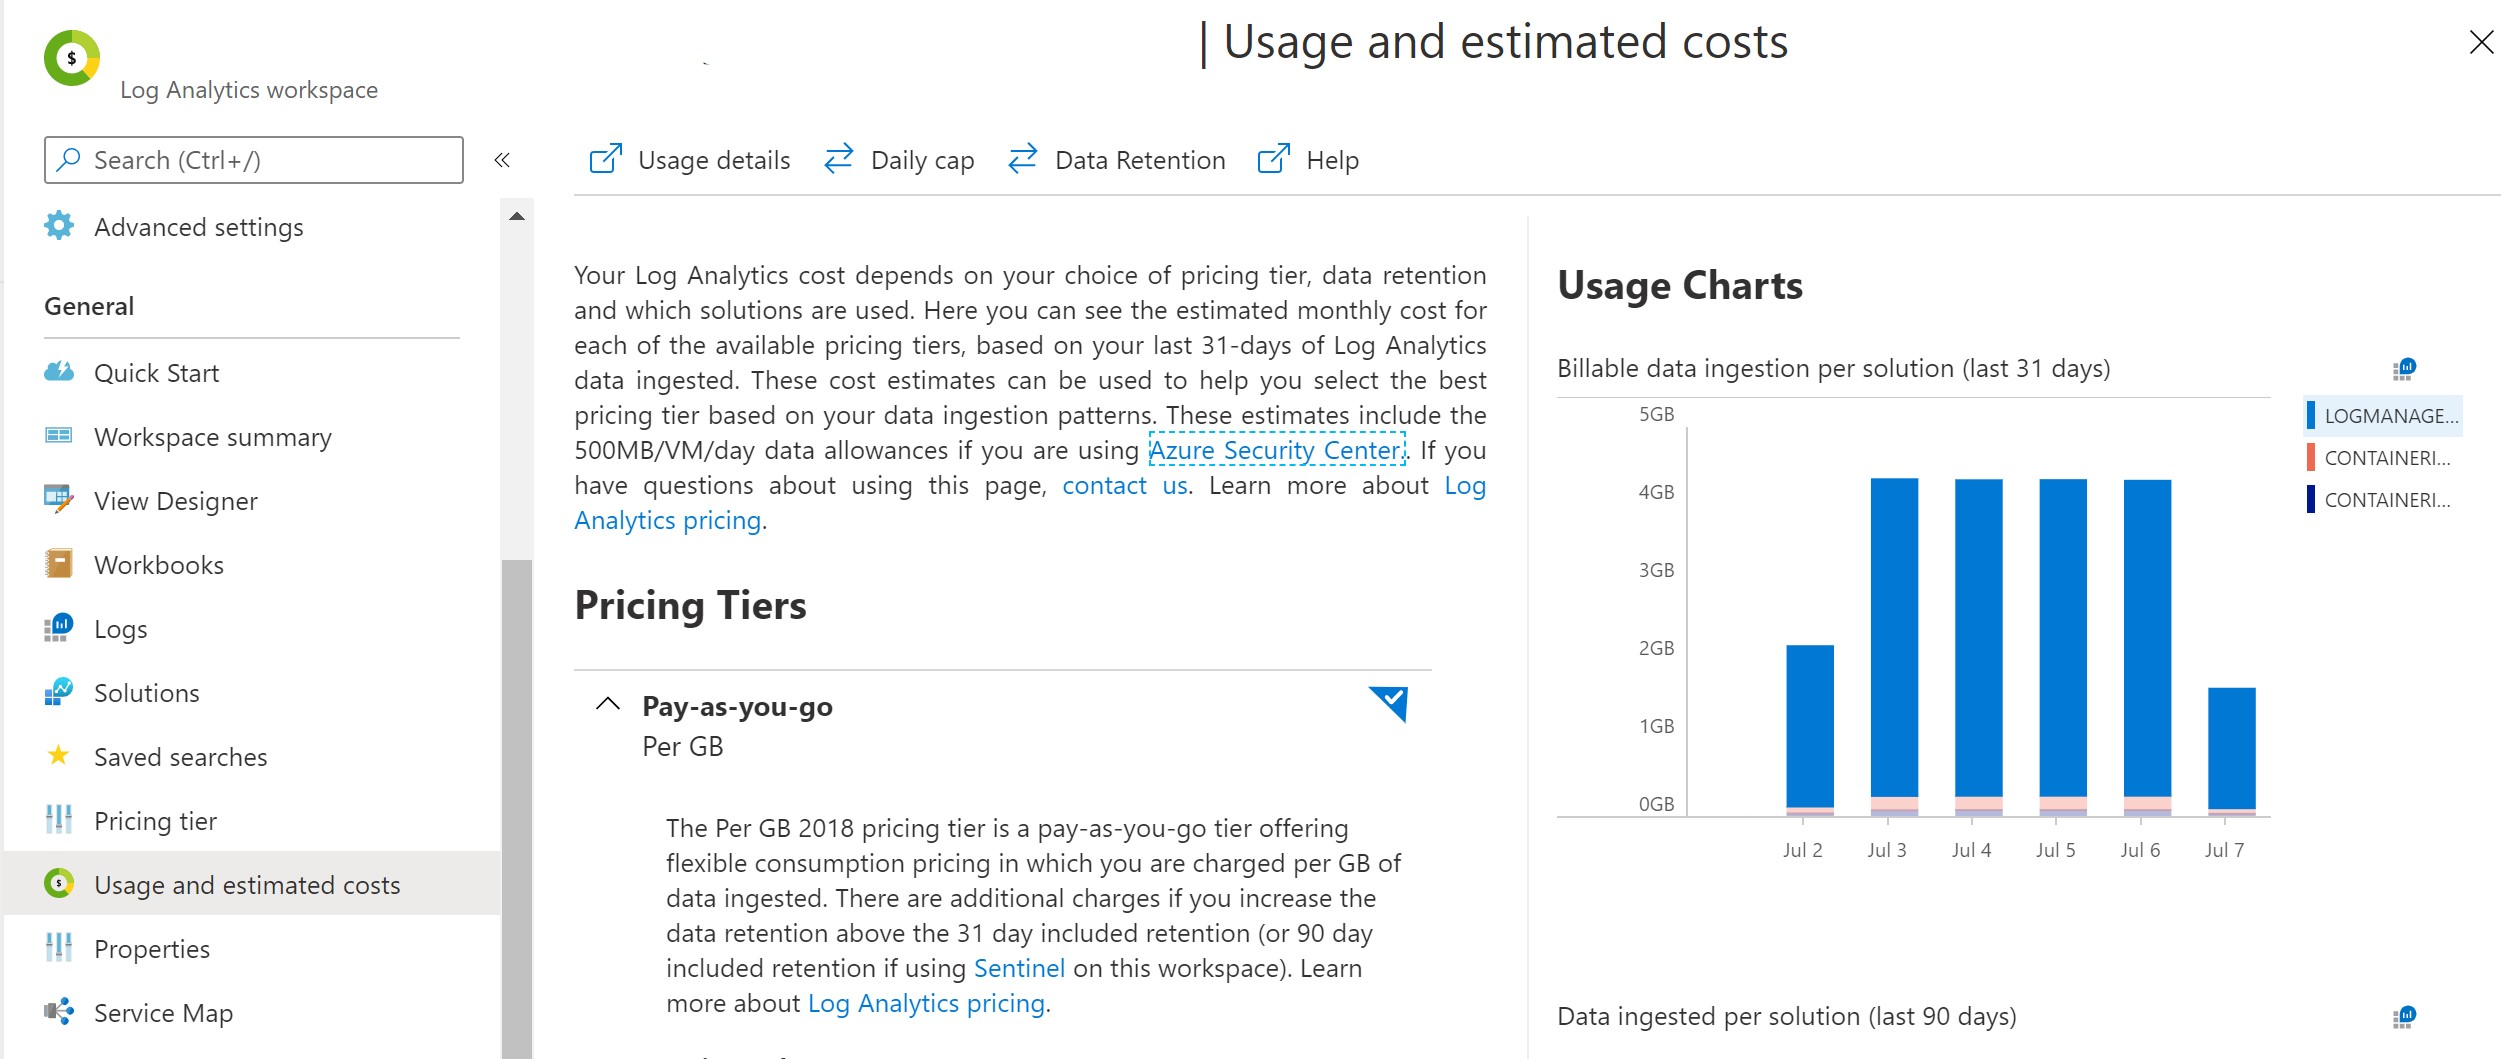 | Usage and estimated costs
Log Analytics workspace
Search (Ctrl+/)
«
Advanced settings
General
Quick Start
Workspace summary
View Designer
Workbooks
Logs
Solutions
Saved searches
Pricing tier
Usage and estimated costs
Properties
Service Map
Usage details
Daily cap
Data Retention
Help
Your Log Analytics cost depends on your choice of pricing tier, data retention
and which solutions are used. Here you can see the estimated monthly cost for
each of the available pricing tiers, based on your last 31-days of Log Analytics
data ingested. These cost estimates can be used to help you select the best
pricing tier based on your data ingestion patterns. These estimates include the
500MB/VM/day data allowances if you are using Azure Security Center.. If you
have questions about using this page, contact us. Learn more about Log
Analytics pricing.
Pricing Tiers
Pay-as-you-go
Per GB
The Per GB 2018 pricing tier is a pay-as-you-go tier offering
flexible consumption pricing in which you are charged per GB of
data ingested. There are additional charges if you increase the
data retention above the 31 day included retention (or 90 day
included retention if using Sentinel on this workspace). Learn
more about Log Analytics pricing.
Usage Charts
Billable data ingestion per solution (last 31 days)
5GB
4GB
3GB
2GB
1GB
0GB
Jul 2
Jul 3
Jul 4
Jul 5
Jul 6
Jul 7
LOGMANAGE...
CONTAINERI...
CONTAINERI...
Data ingested per solution (last 90 days)